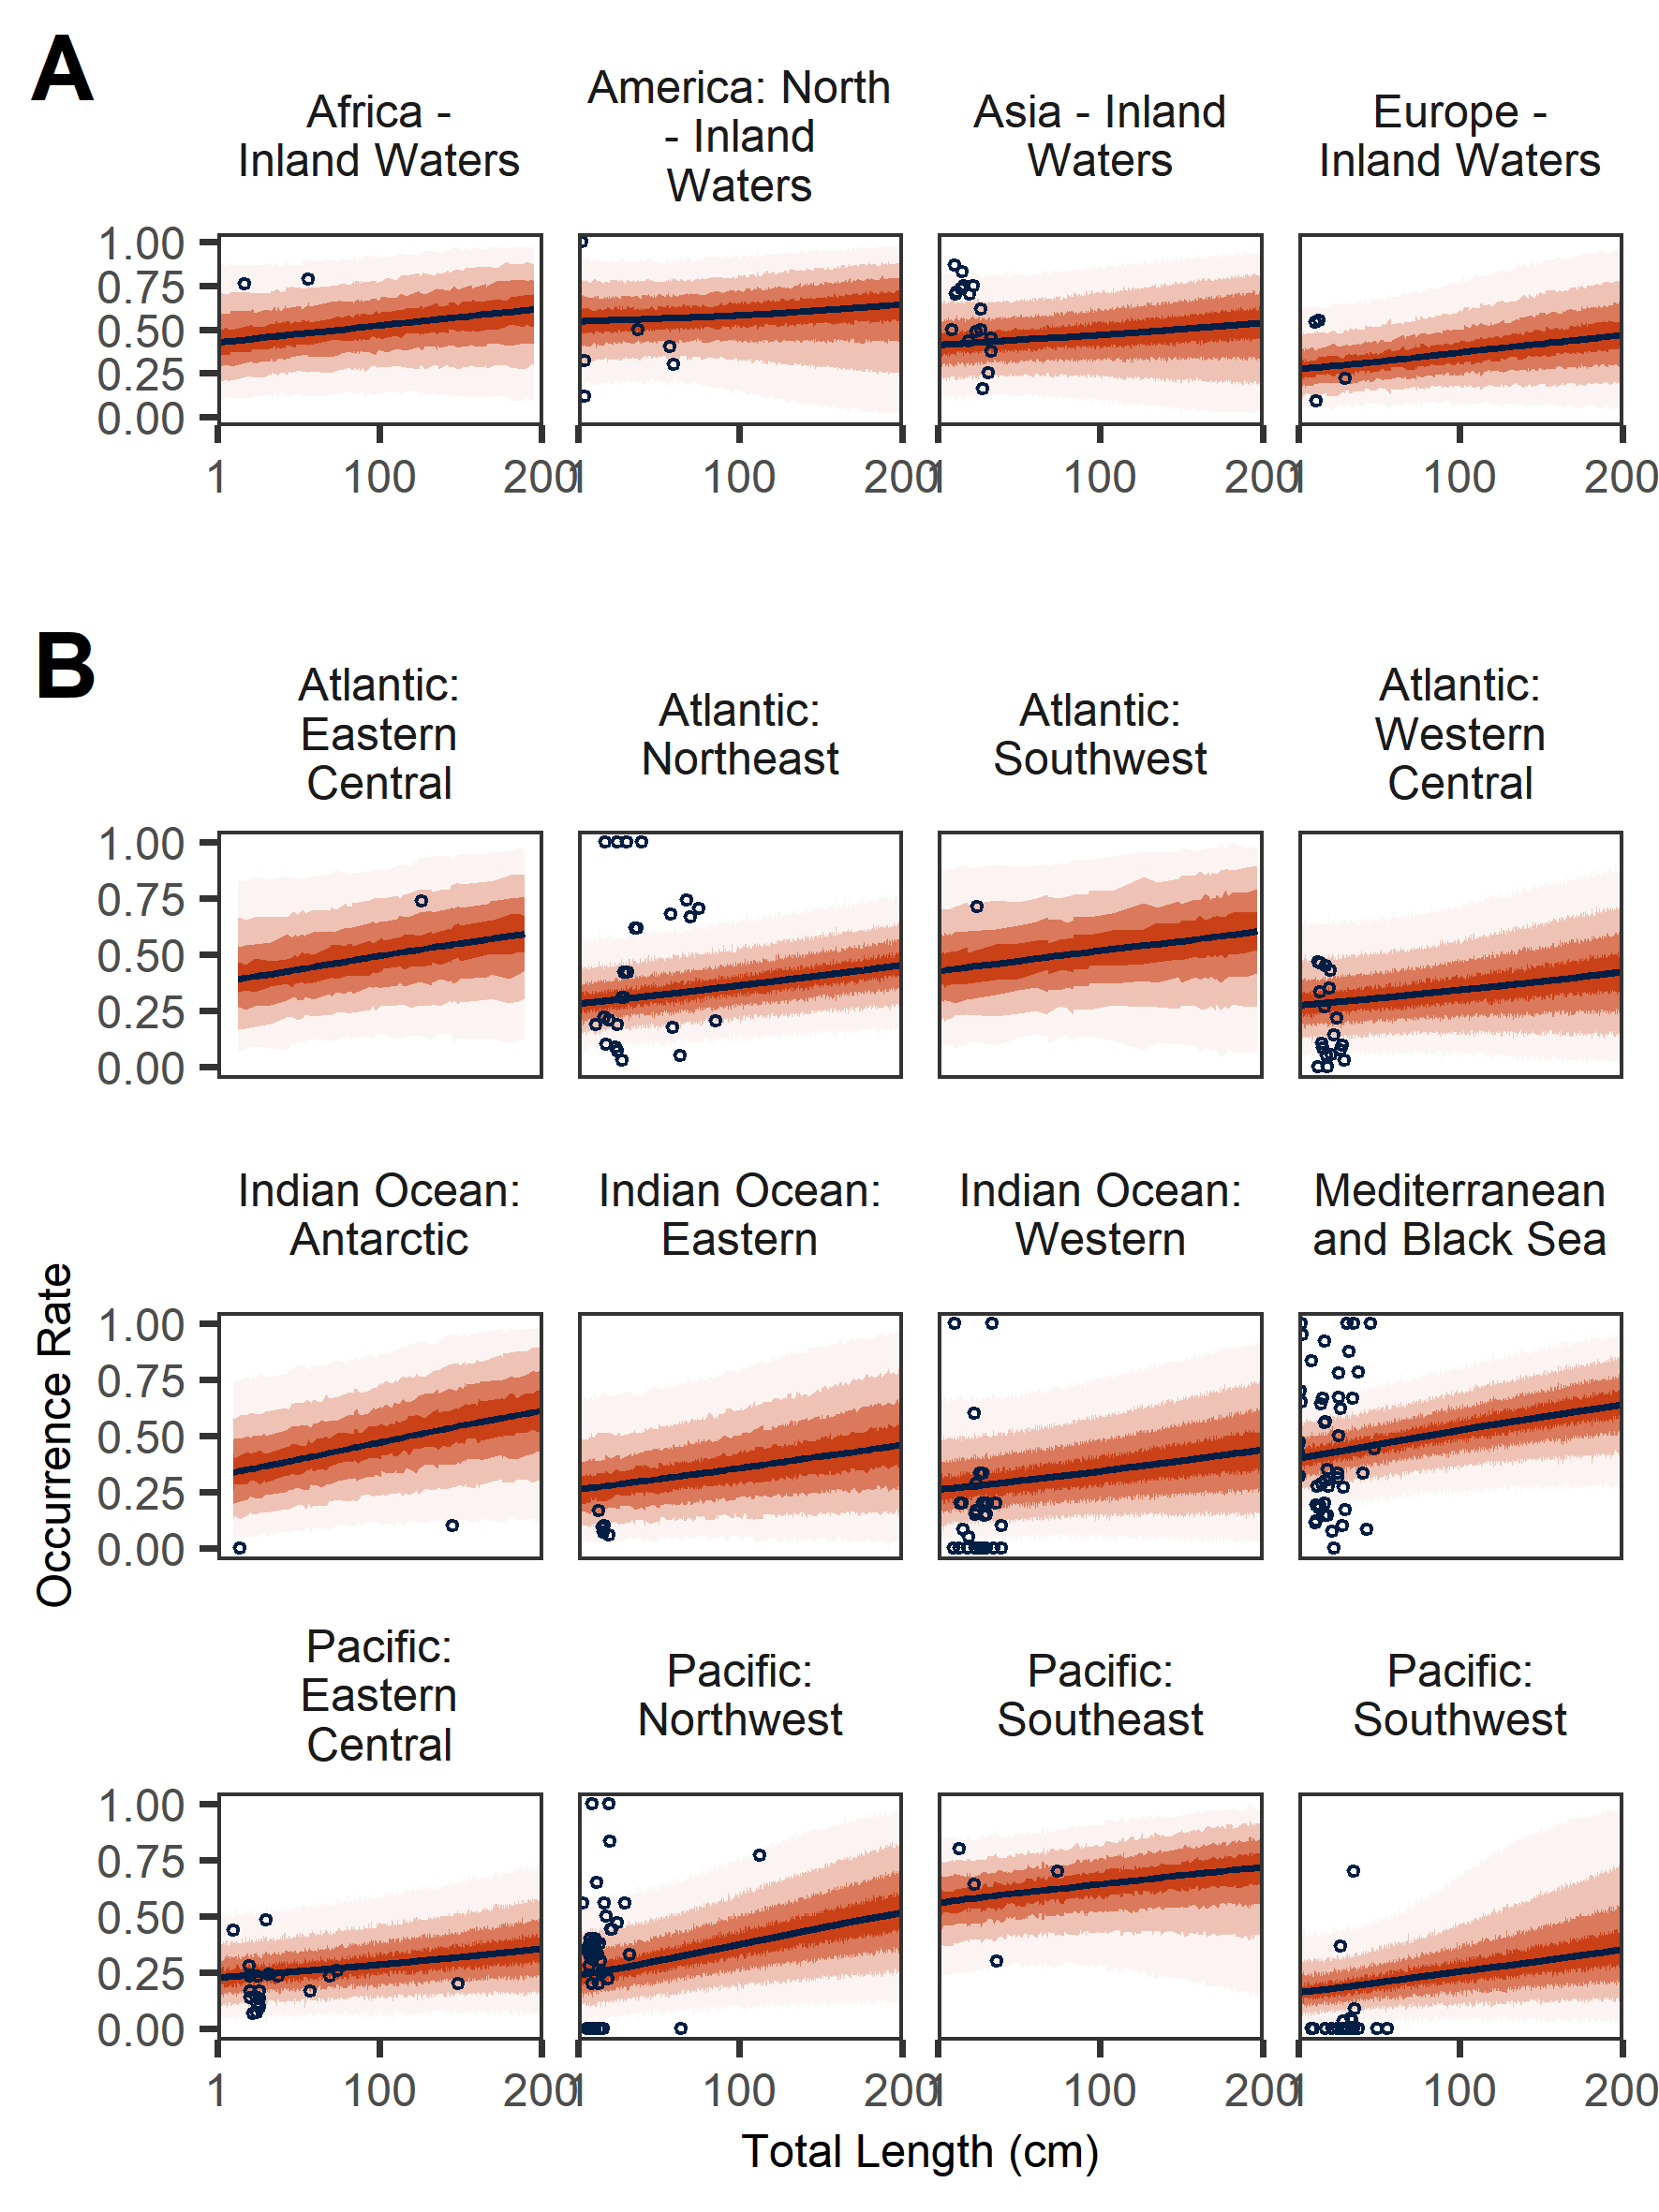 A
Africa -
Inland Waters
America: North
- Inland
Waters
Asia - Inland
Waters
Europe -
Inland Waters
1.00
0.75
0.50
0.25
0.00
1 100 200
1 100 200
1 100 200
1 100 200
B
Atlantic:
Eastern
Central
Atlantic:
Northeast
Atlantic:
Southwest
Atlantic:
Western
Central
1.00
0.75
0.50
0.25
0.00
Indian Ocean:
Antarctic
Indian Ocean:
Eastern
Indian Ocean:
Western
Mediterranean
and Black Sea
Occurrence Rate
1.00
0.75
0.50
0.25
0.00
Pacific:
Eastern
Central
Pacific:
Northwest
Pacific:
Southeast
Pacific:
Southwest
1.00
0.75
0.50
0.25
0.00
1 100 200
1 100 200
1 100 200
1 100 200
Total Length (cm)